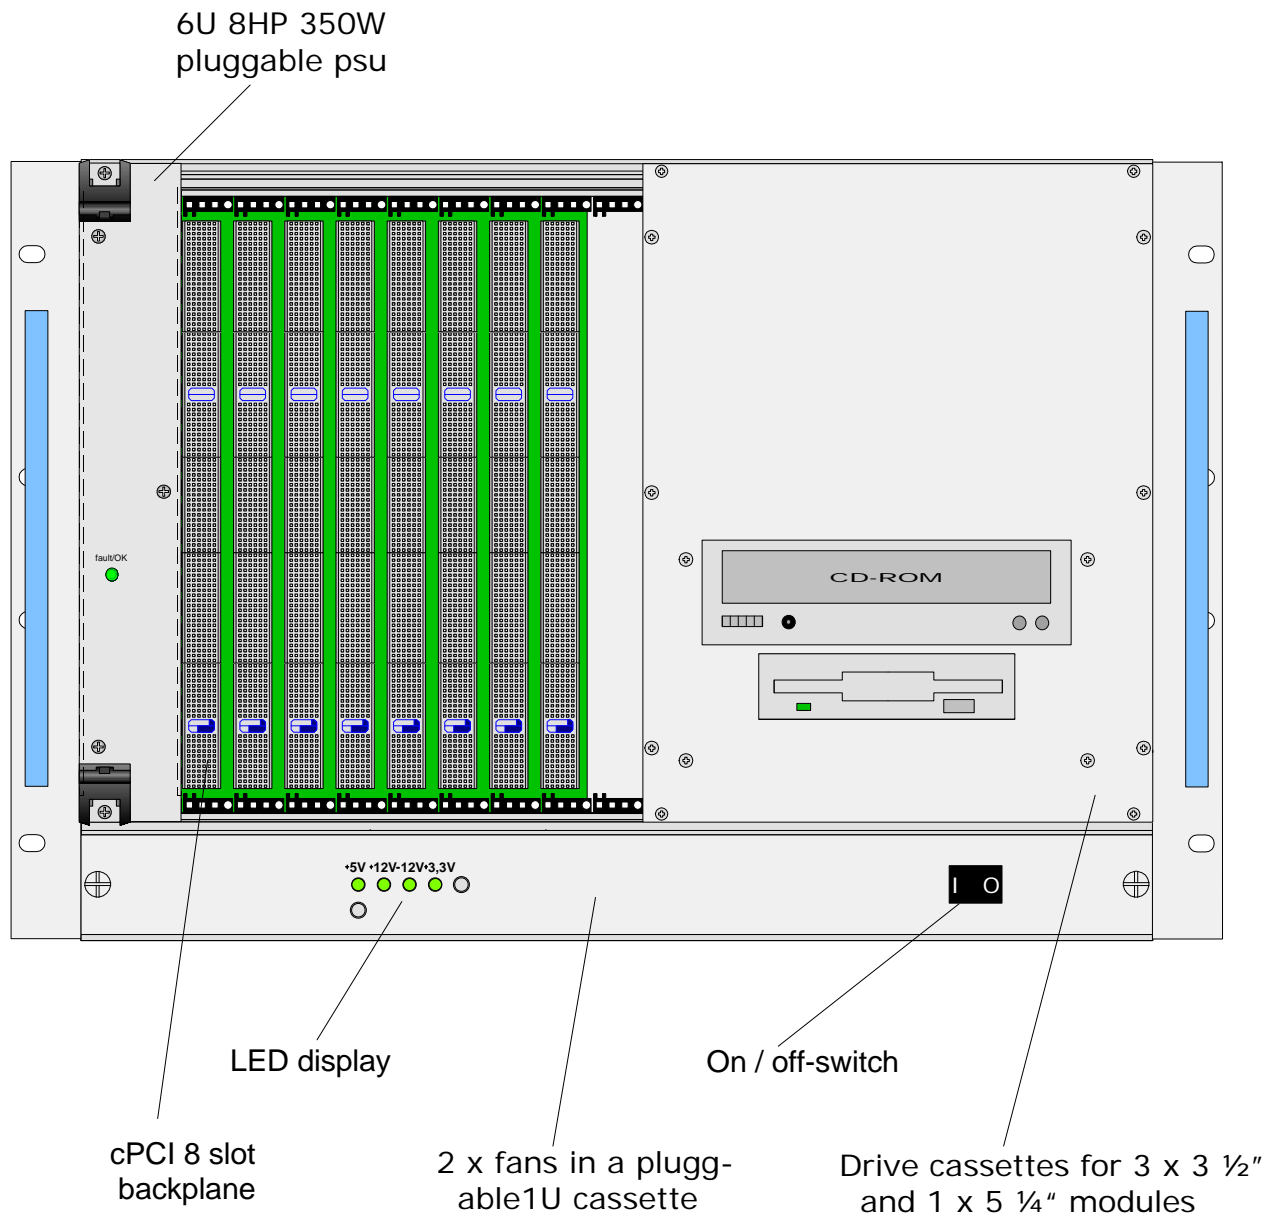 6U 8HP 350W
pluggable psu
fault/OK
CD-ROM
+5V +12V-12V+3,3V
I O
LED display
On / off-switch
cPCI 8 slot
backplane
2 x fans in a plugg-
able1U cassette
Drive cassettes for 3 x 3 ½"
and 1 x 5 ¼" modules